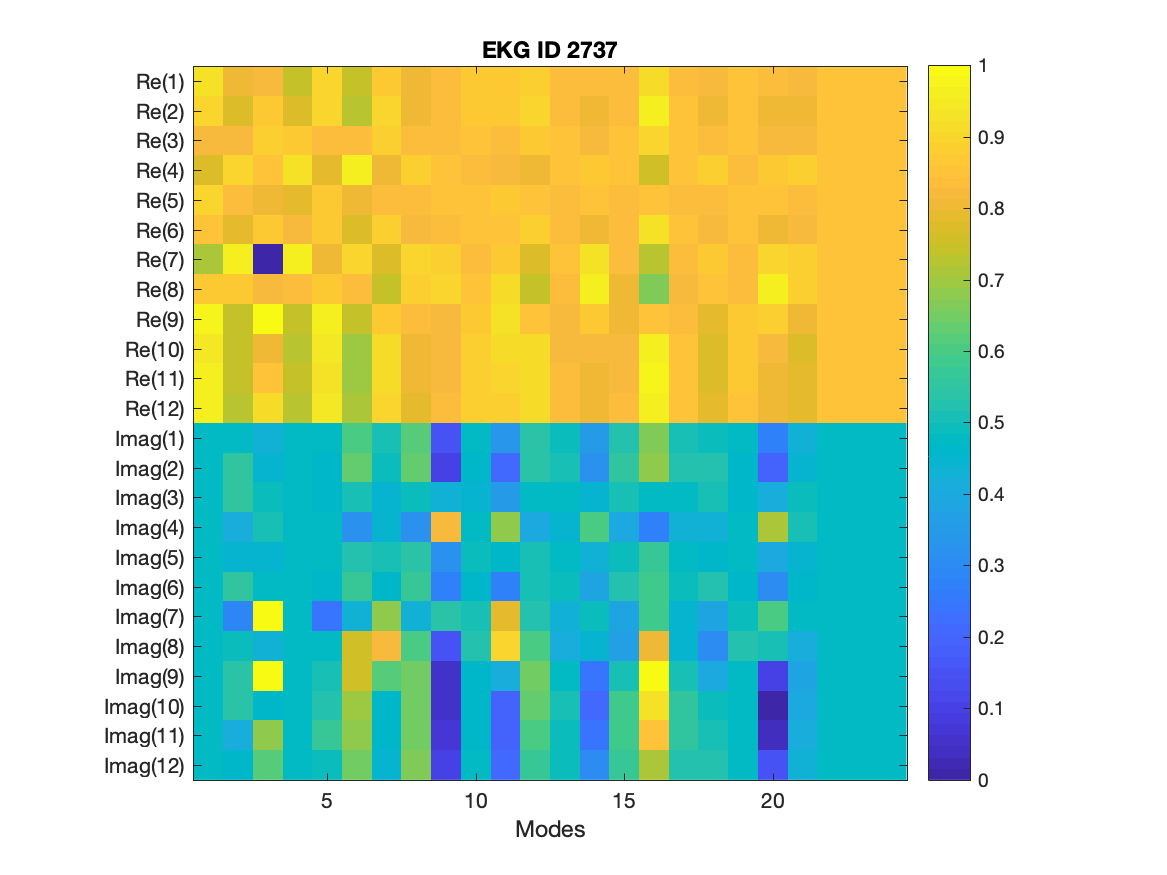 EKG ID 2737
Re(1)
Re(2)
Re(3)
Re(4)
Re(5)
Re(6)
Re(7)
Re(8)
Re(9)
Re(10)
Re(11)
Re(12)
Imag(1)
Imag(2)
Imag(3)
Imag(4)
Imag(5)
Imag(6)
Imag(7)
Imag(8)
Imag(9)
Imag(10)
Imag(11)
Imag(12)
5 10 15 20
Modes
1
0.9
0.8
0.7
0.6
0.5
0.4
0.3
0.2
0.1
0